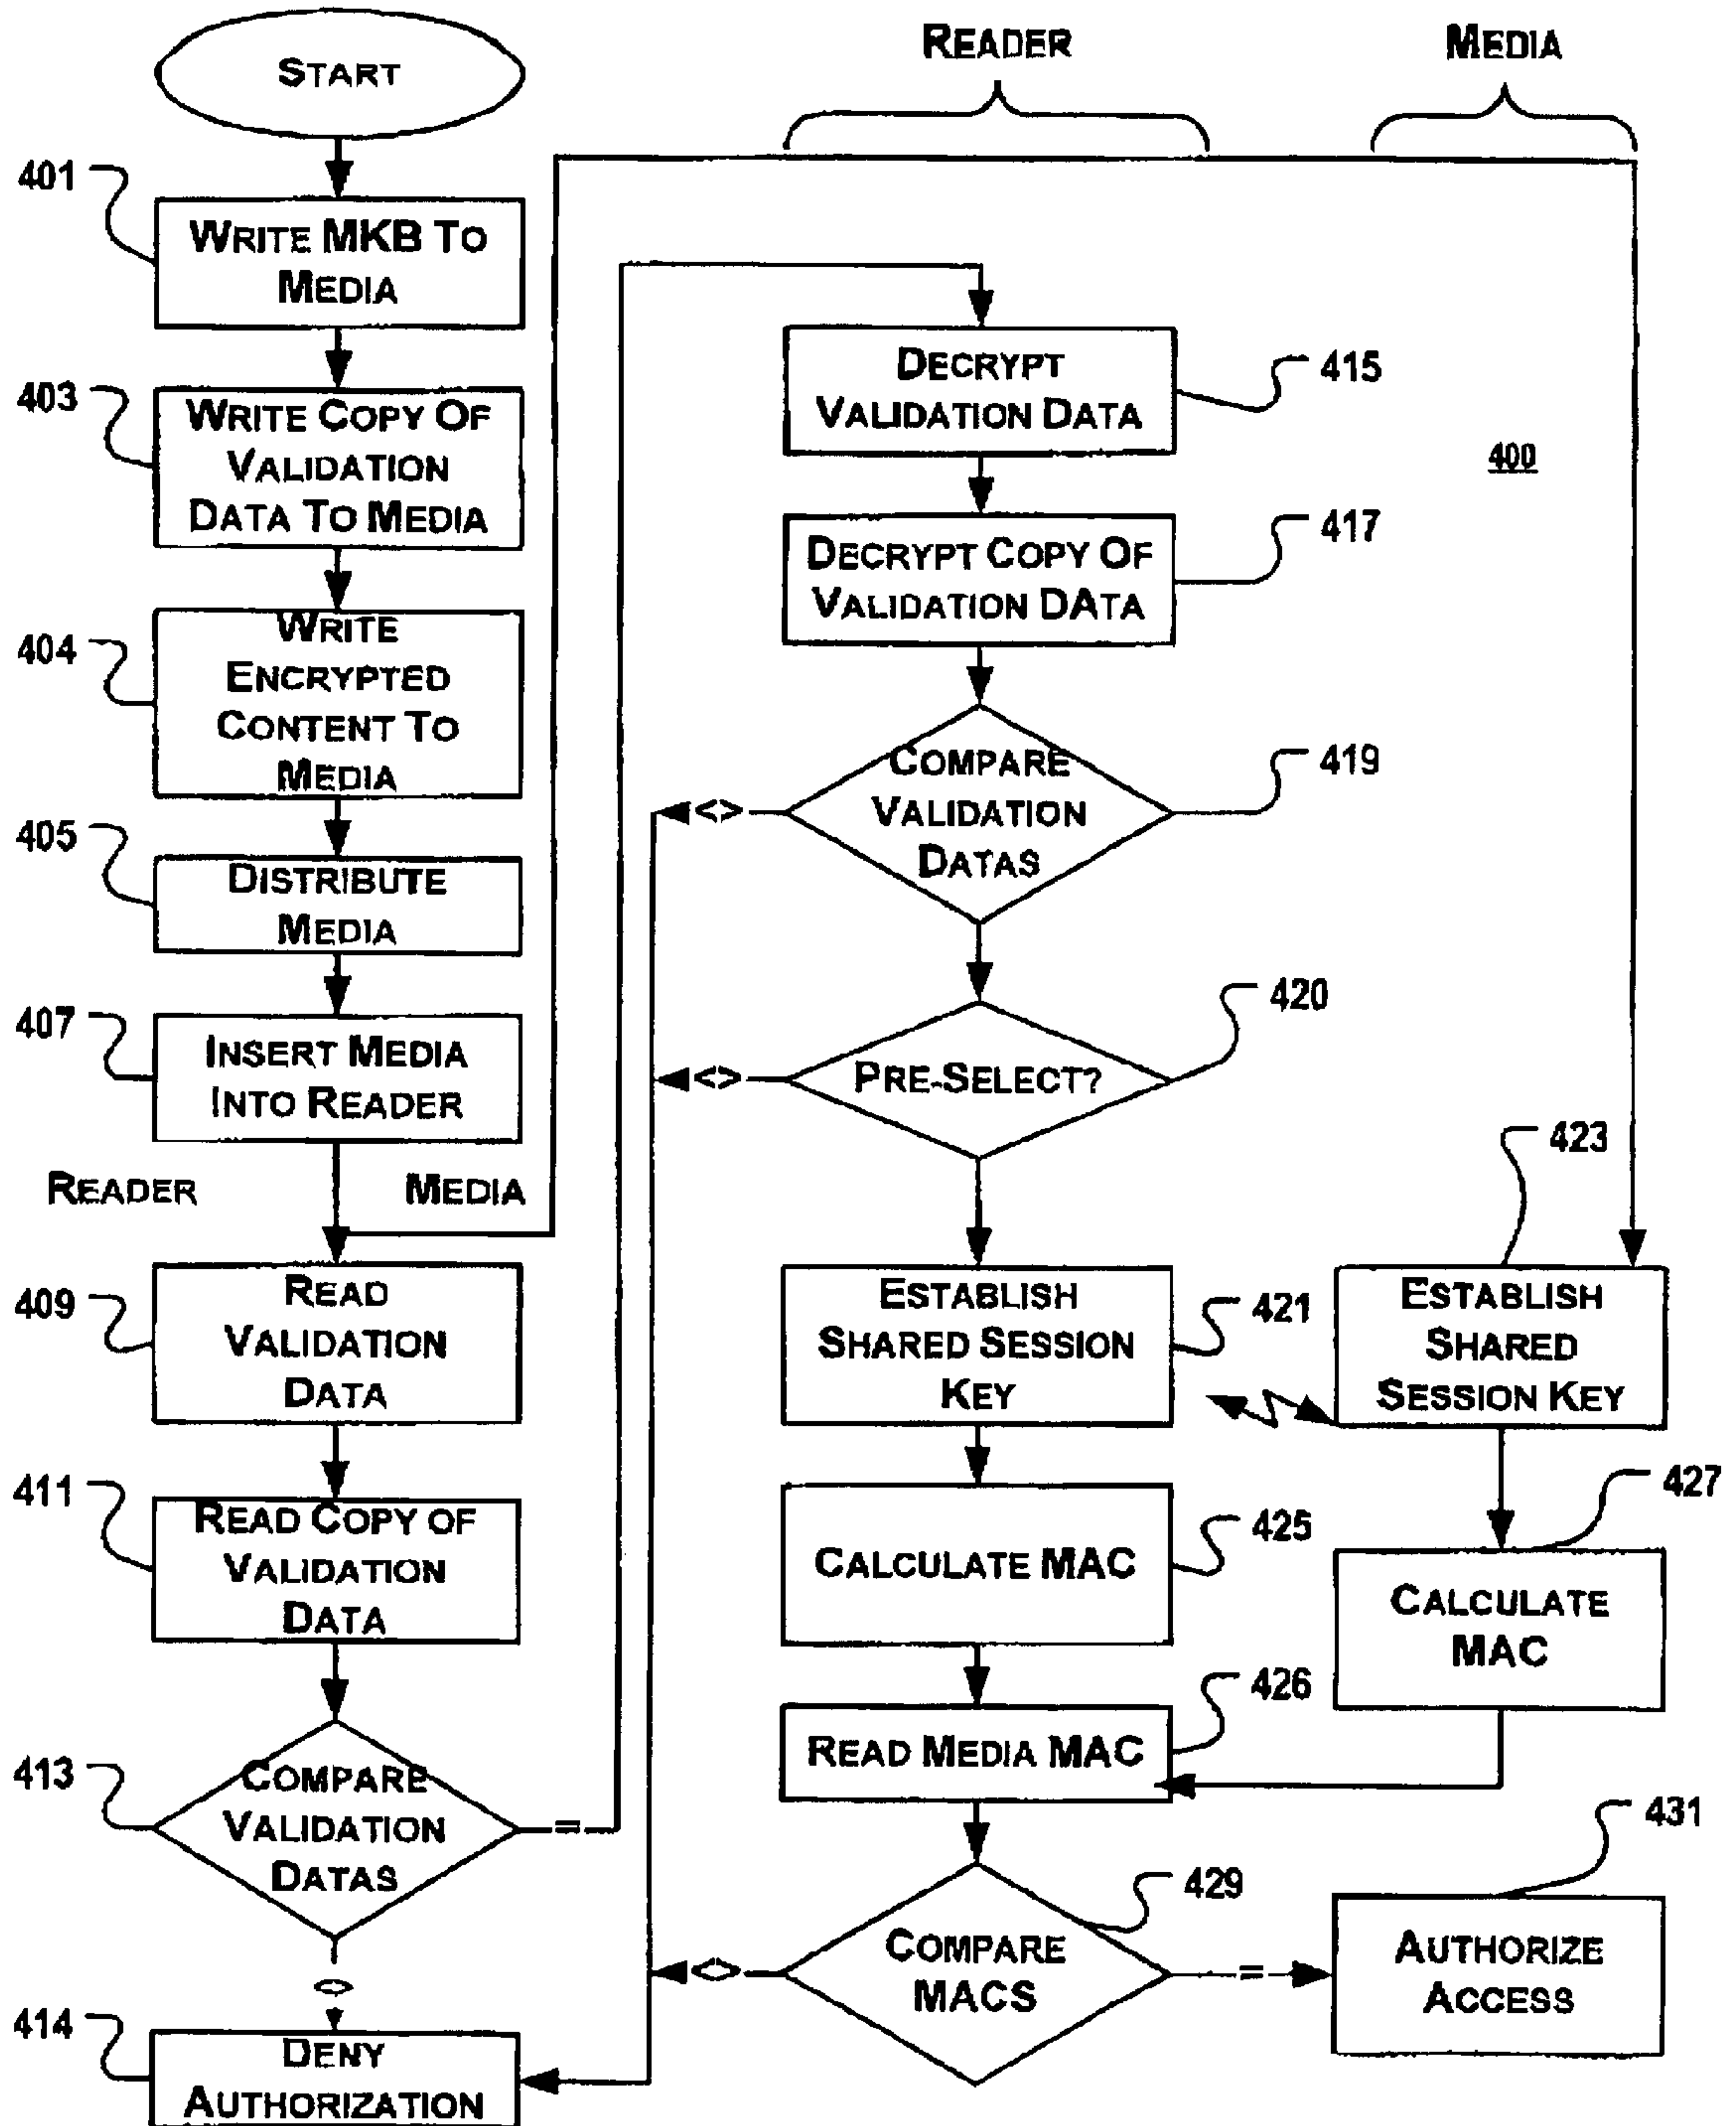 START
401
WRITE MKB TO
MEDIA
403
WRITE COPY OF
VALIDATION
DATA TO MEDIA
404
WRITE
ENCRYPTED
CONTENT TO
MEDIA
405
DISTRIBUTE
MEDIA
407
INSERT MEDIA
INTO READER
READER
MEDIA
409
READ
VALIDATION
DATA
411
READ COPY OF
VALIDATION
DATA
413
COMPARE
VALIDATION
DATAS
=
<>
414
DENY
AUTHORIZATION
READER
DECRYPT
VALIDATION DATA
415
DECRYPT COPY OF
VALIDATION DATA
417
COMPARE
VALIDATION
DATAS
419
<>
PRE-SELECT?
420
<>
ESTABLISH
SHARED SESSION
KEY
421
CALCULATE MAC
425
READ MEDIA MAC
426
COMPARE
MACS
429
<>
=
MEDIA
400
423
ESTABLISH
SHARED
SESSION KEY
427
CALCULATE
MAC
431
AUTHORIZE
ACCESS